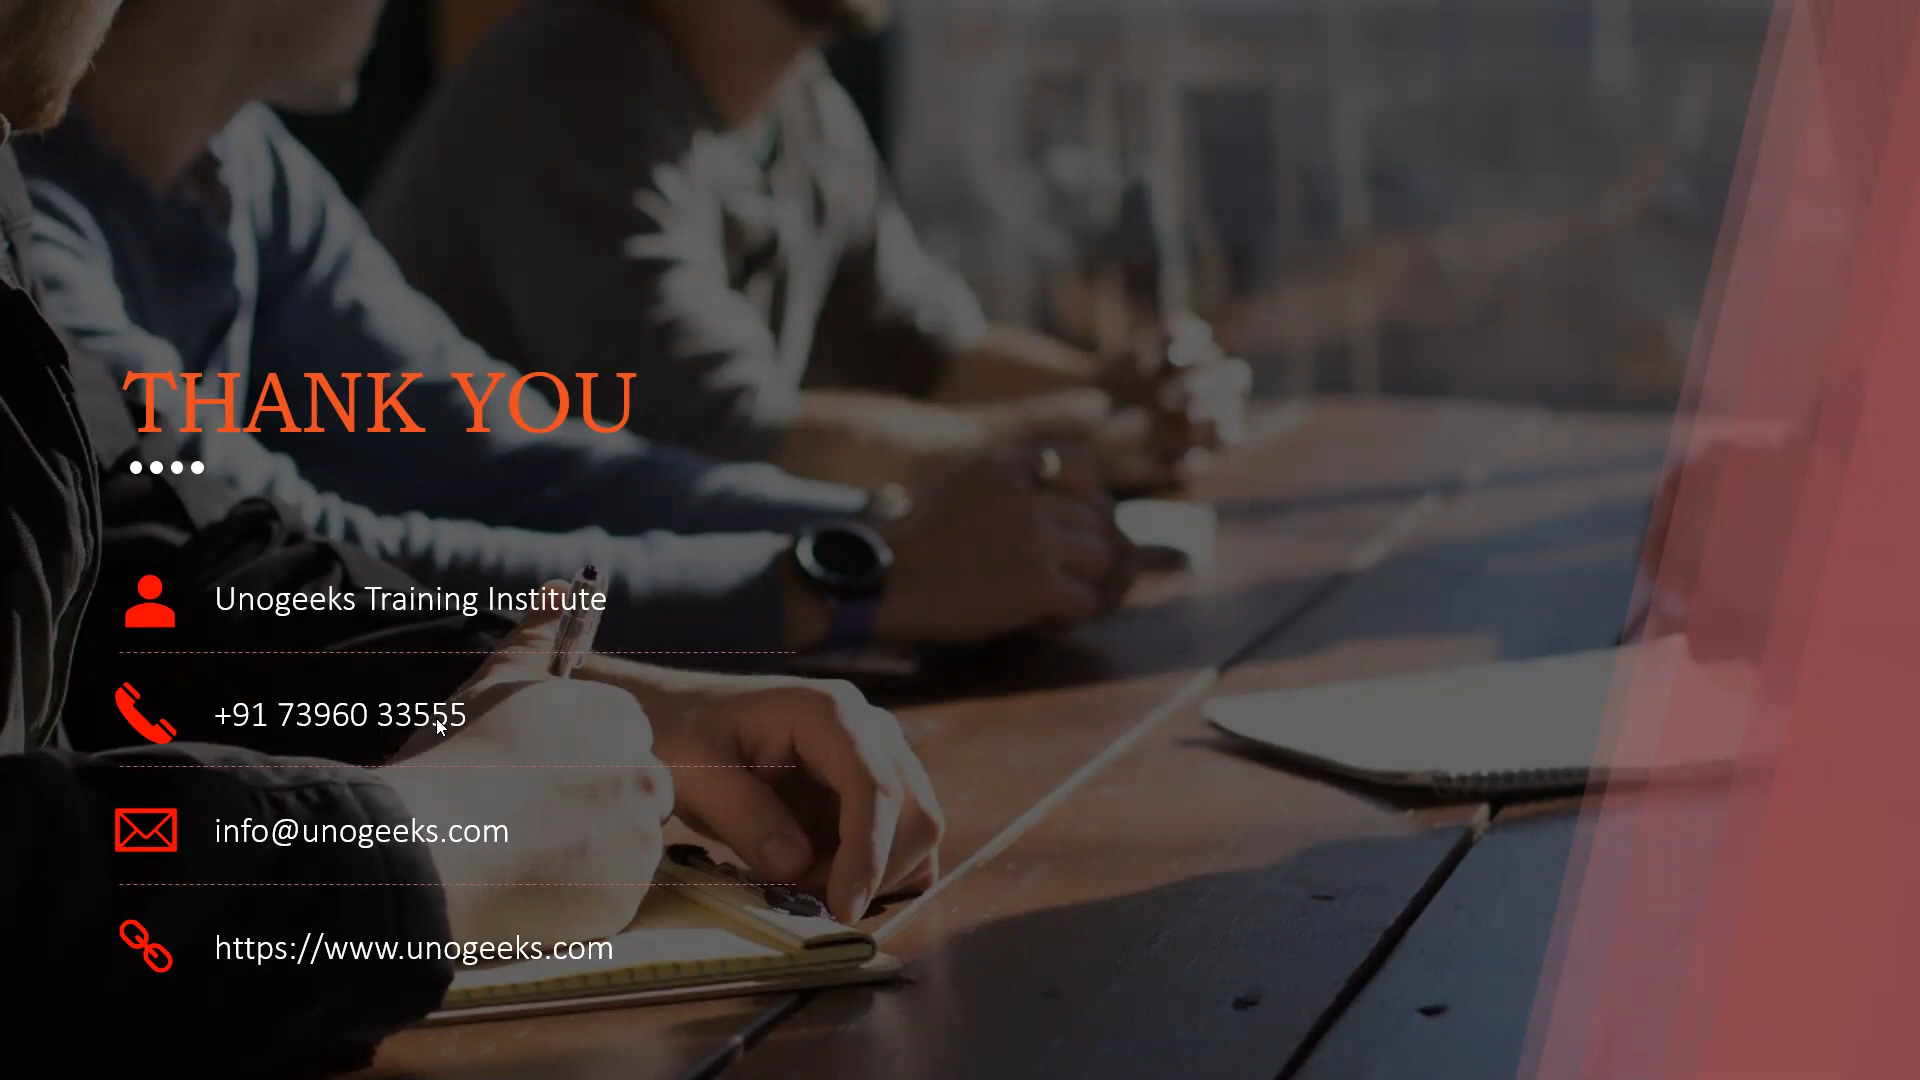 THANK YOU
Unogeeks Training Institute
+91 73960 33555
info@unogeeks.com
https://www.unogeeks.com